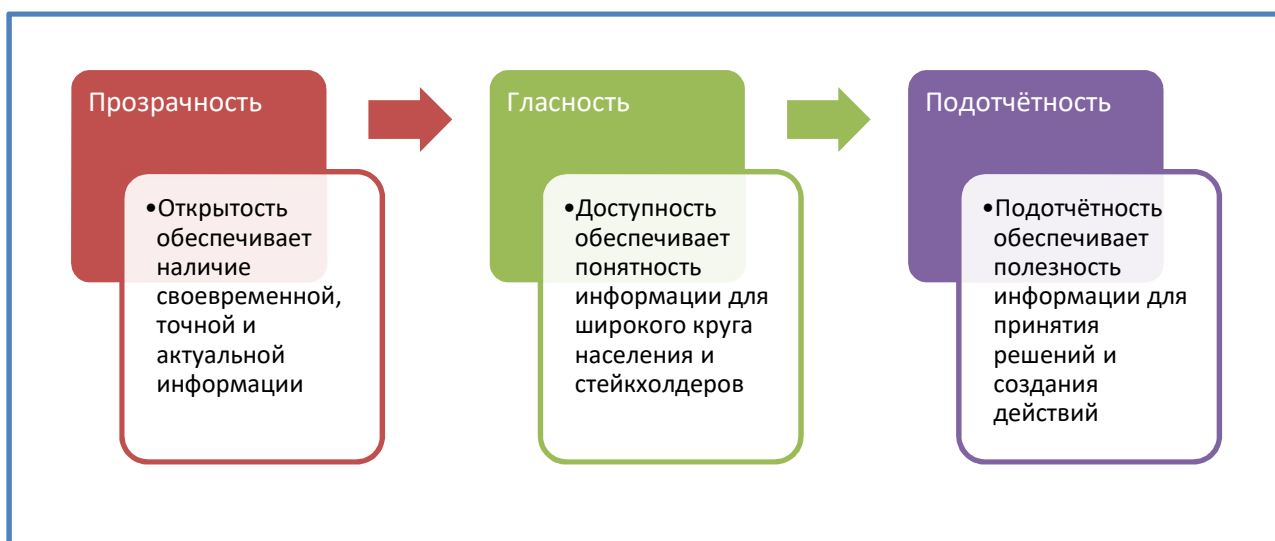 Прозрачность
•Открытость
обеспечивает
наличие
своевременной,
точной и
актуальной
информации
Гласность
•Доступность
обеспечивает
понятность
информации для
широкого круга
населения и
стейкхолдеров
Подотчётность
•Подотчётность
обеспечивает
полезность
информации для
принятия
решений и
создания
действий